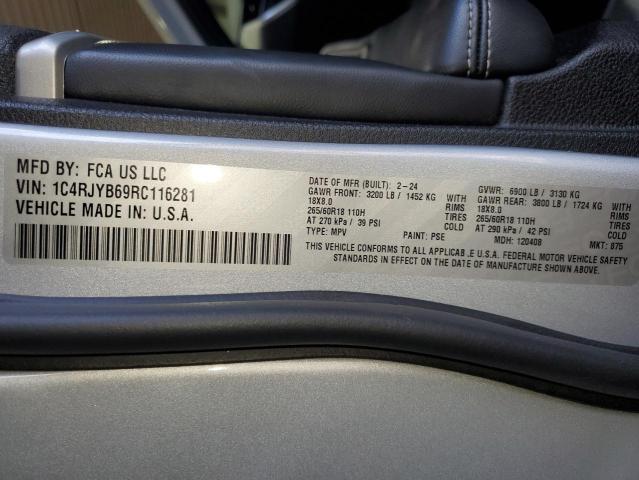 MFD BY: FCA US LLC
VIN: 1C4RJYB69RC116281
VEHICLE MADE IN: U.S.A.
DATE OF MFR (BUILT): 2-24 GVWR: 6900 LB / 3130 KG
GAWR FRONT: 3200 LB / 1452 KG WITH GAWR REAR: 3800 LB / 1724 KG WITH
18X8.0 RIMS 18X8.0 RIMS
265/60R18 110H TIRES 265/60R18 110H TIRES
AT 270 kPa / 39 PSI COLD AT 290 kPa / 42 PSI COLD
TYPE: MPV PAINT: PSE MDH: 120408 MKT: 875
THIS VEHICLE CONFORMS TO ALL APPLICAB .E U.S.A. FEDERAL MOTOR VEHICLE SAFETY
STANDARDS IN EFFECT ON THE DATE OF MANUFACTURE SHOWN ABOVE.